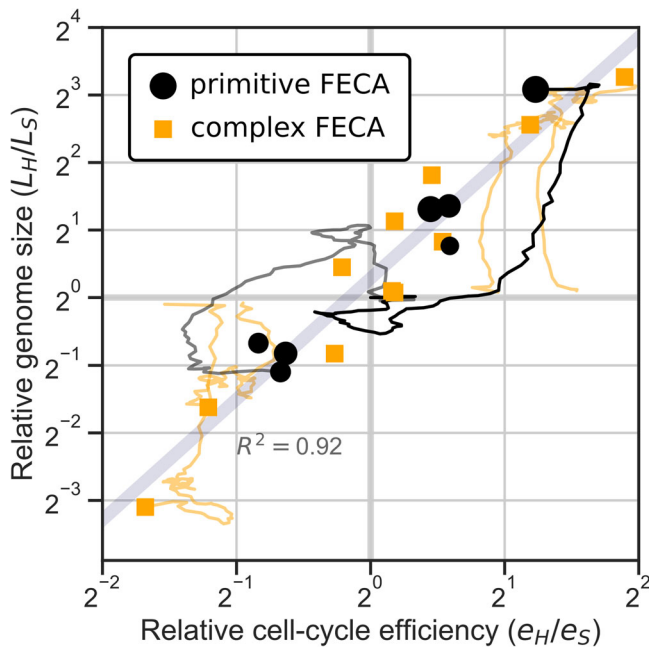 2^4
2^3
2^2
2^1
2^0
2^−1
2^−2
2^−3
Relative genome size (L_H/L_S)
primitive FECA
complex FECA
R^2 = 0.92
2^−2 2^−1 2^0 2^1 2^2
Relative cell-cycle efficiency (e_H/e_S)